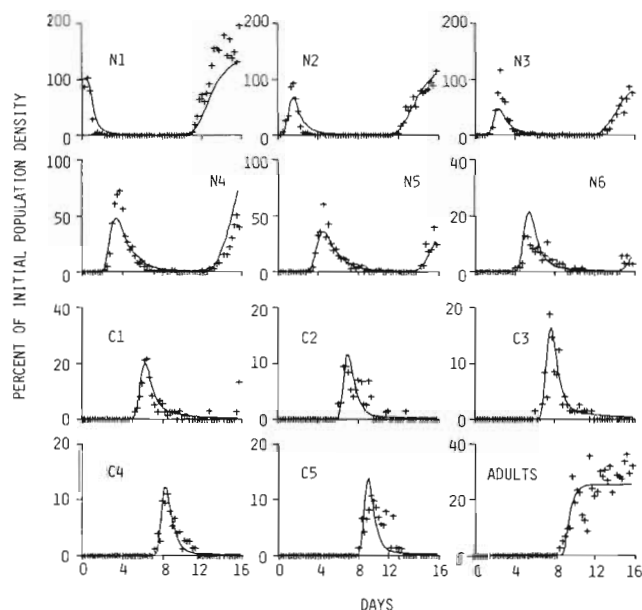 PERCENT OF INITIAL POPULATION DENSITY
200 N1 200 N2 200 N3
100 100 100
0 0 0
100 N4 100 N5 40 N6
50 50 20
0 0 0
40 C1 20 C2 20 C3
20 10 10
0 0 0
20 C4 20 C5 40 ADULTS
10 10 20
0 0 0
0 4 8 12 16 0 4 8 12 16 0 4 8 12 16
DAYS